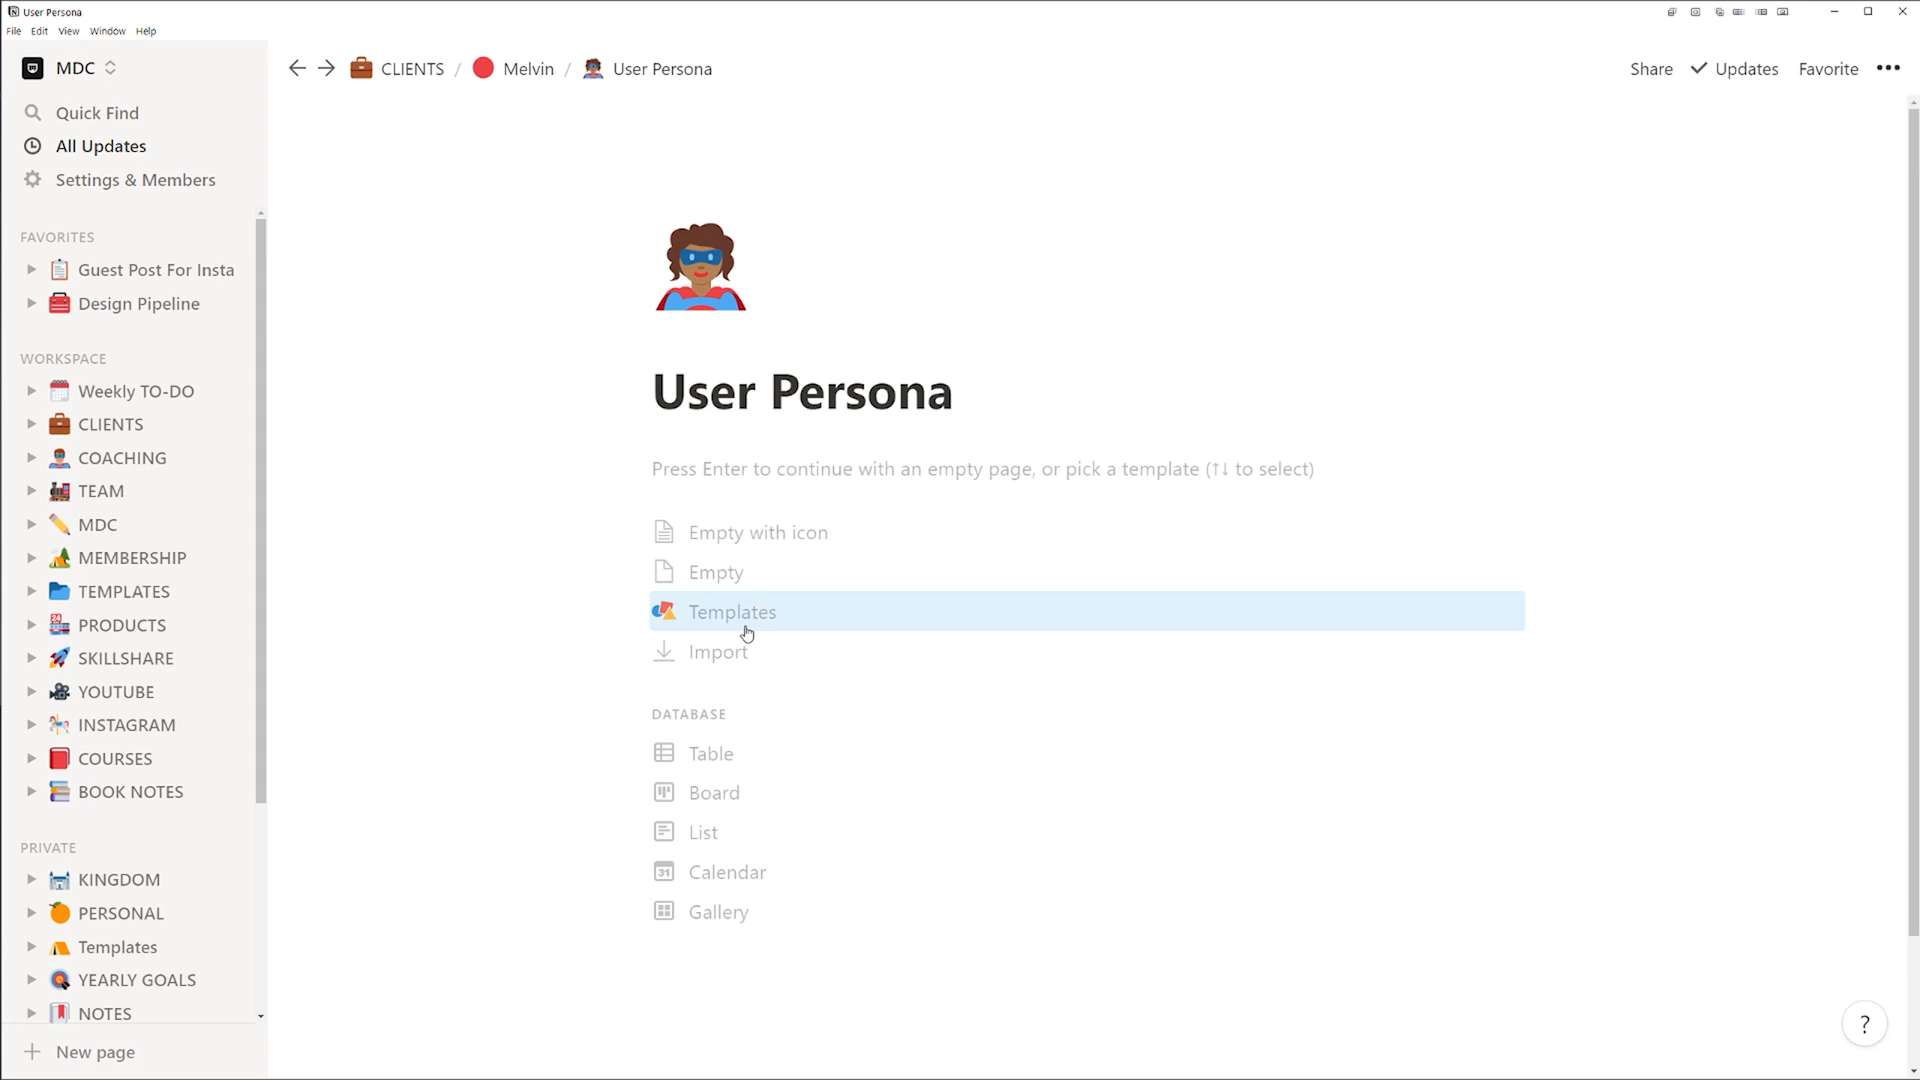 User Persona
File Edit View Window Help
MDC
CLIENTS / Melvin / User Persona
Share Updates Favorite •••
Quick Find
All Updates
Settings & Members
FAVORITES
Guest Post For Insta
Design Pipeline
WORKSPACE
Weekly TO-DO
CLIENTS
COACHING
TEAM
MDC
MEMBERSHIP
TEMPLATES
PRODUCTS
SKILLSHARE
YOUTUBE
INSTAGRAM
COURSES
BOOK NOTES
PRIVATE
KINGDOM
PERSONAL
Templates
YEARLY GOALS
NOTES
New page
User Persona
Press Enter to continue with an empty page, or pick a template (↑↓ to select)
Empty with icon
Empty
Templates
Import
DATABASE
Table
Board
List
31 Calendar
Gallery
?